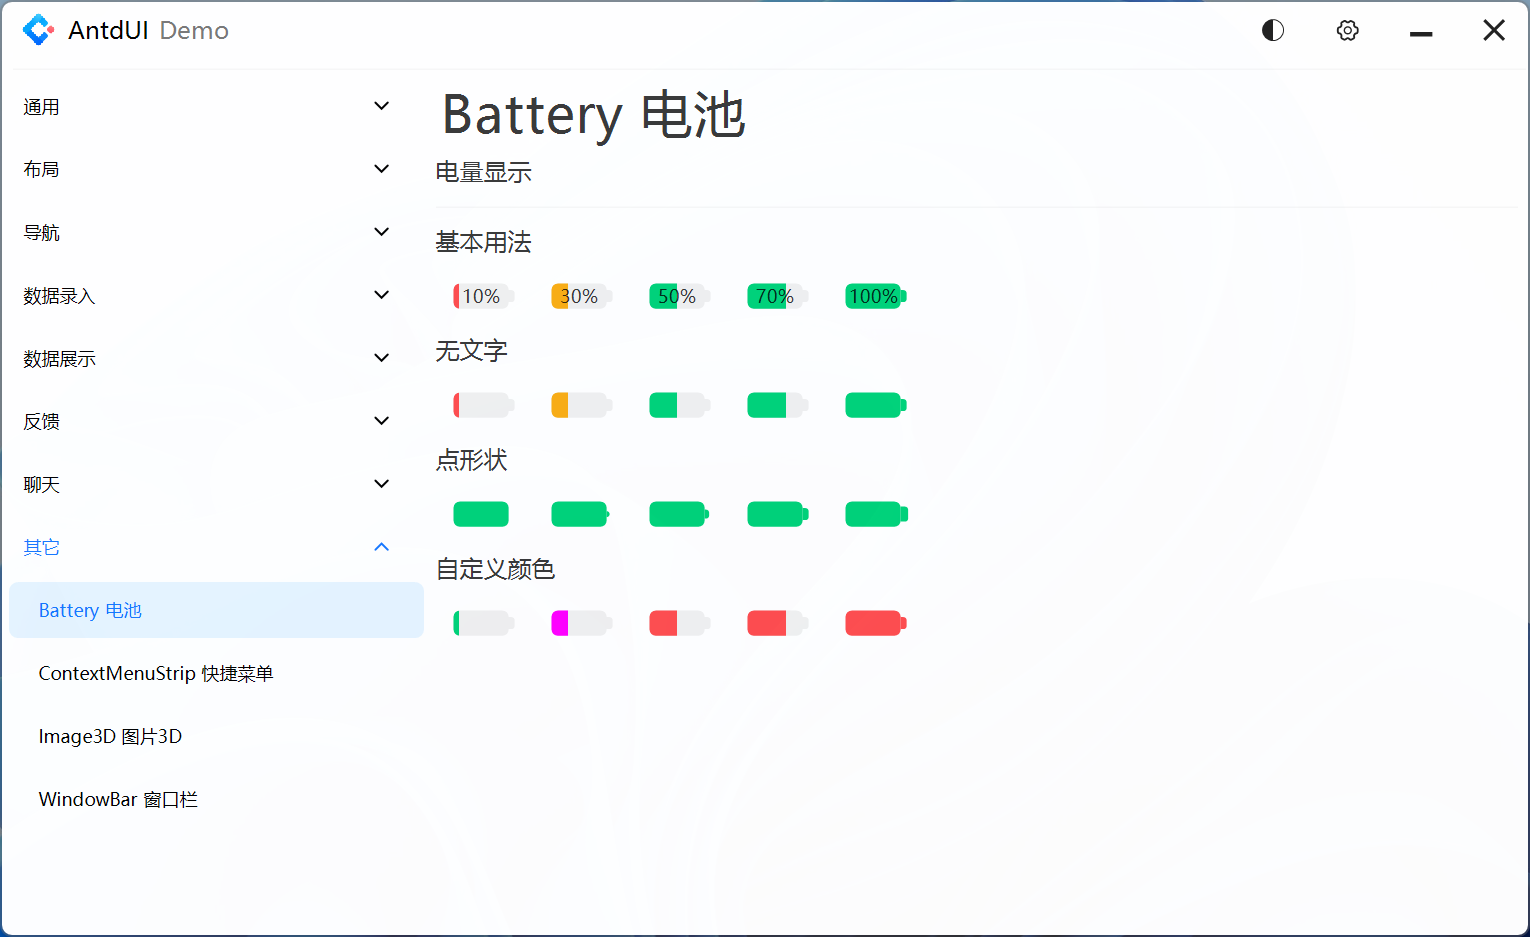 AntdUI Demo
通用
布局
导航
数据录入
数据展示
反馈
聊天
其它
Battery 电池
ContextMenuStrip 快捷菜单
Image3D 图片3D
WindowBar 窗口栏
Battery 电池
电量显示
基本用法
10% 30% 50% 70% 100%
无文字
点形状
自定义颜色